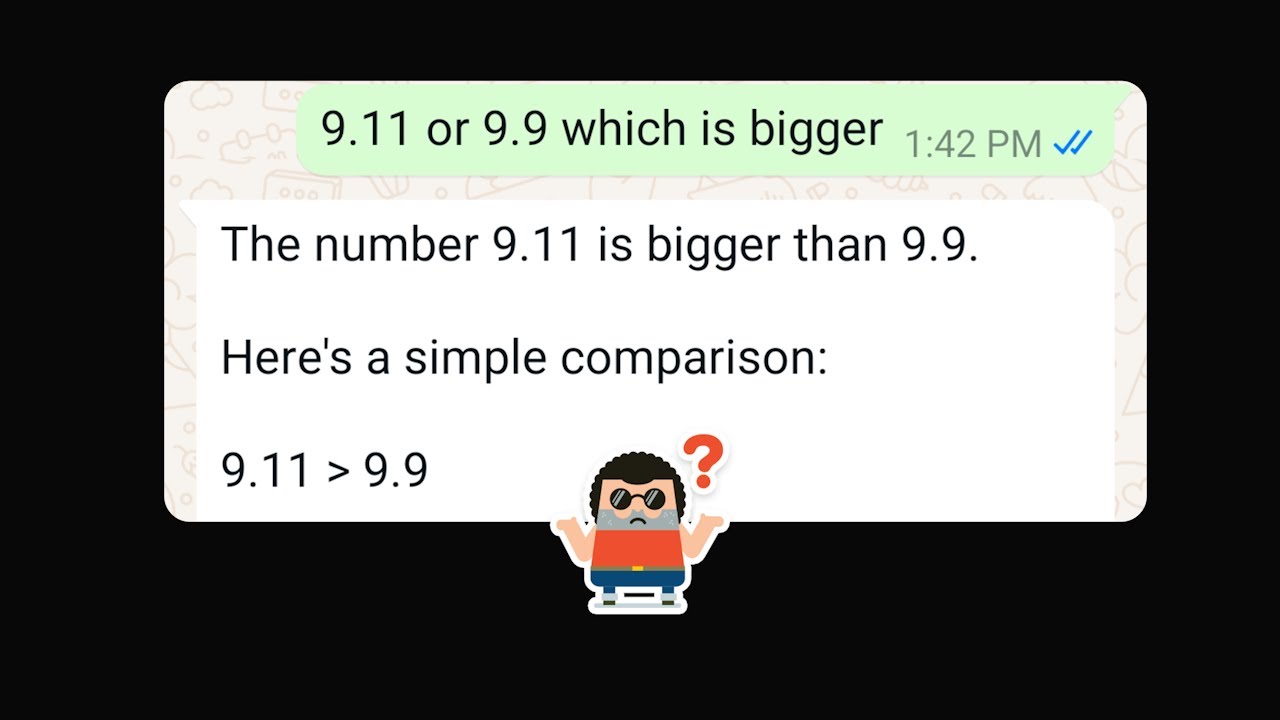 9.11 or 9.9 which is bigger 1:42 PM
The number 9.11 is bigger than 9.9.
Here's a simple comparison:
9.11 > 9.9
?